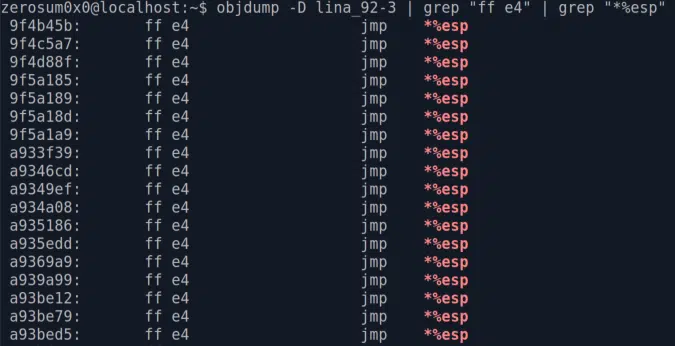 zerosum0x0@localhost:~$ objdump -D lina_92-3 | grep "ff e4" | grep "*%esp"
9f4b45b: ff e4 jmp *%esp
9f4c5a7: ff e4 jmp *%esp
9f4d88f: ff e4 jmp *%esp
9f5a185: ff e4 jmp *%esp
9f5a189: ff e4 jmp *%esp
9f5a18d: ff e4 jmp *%esp
9f5a1a9: ff e4 jmp *%esp
a933f39: ff e4 jmp *%esp
a9346cd: ff e4 jmp *%esp
a9349ef: ff e4 jmp *%esp
a934a08: ff e4 jmp *%esp
a935186: ff e4 jmp *%esp
a935edd: ff e4 jmp *%esp
a9369a9: ff e4 jmp *%esp
a939a99: ff e4 jmp *%esp
a93be12: ff e4 jmp *%esp
a93be79: ff e4 jmp *%esp
a93bed5: ff e4 jmp *%esp